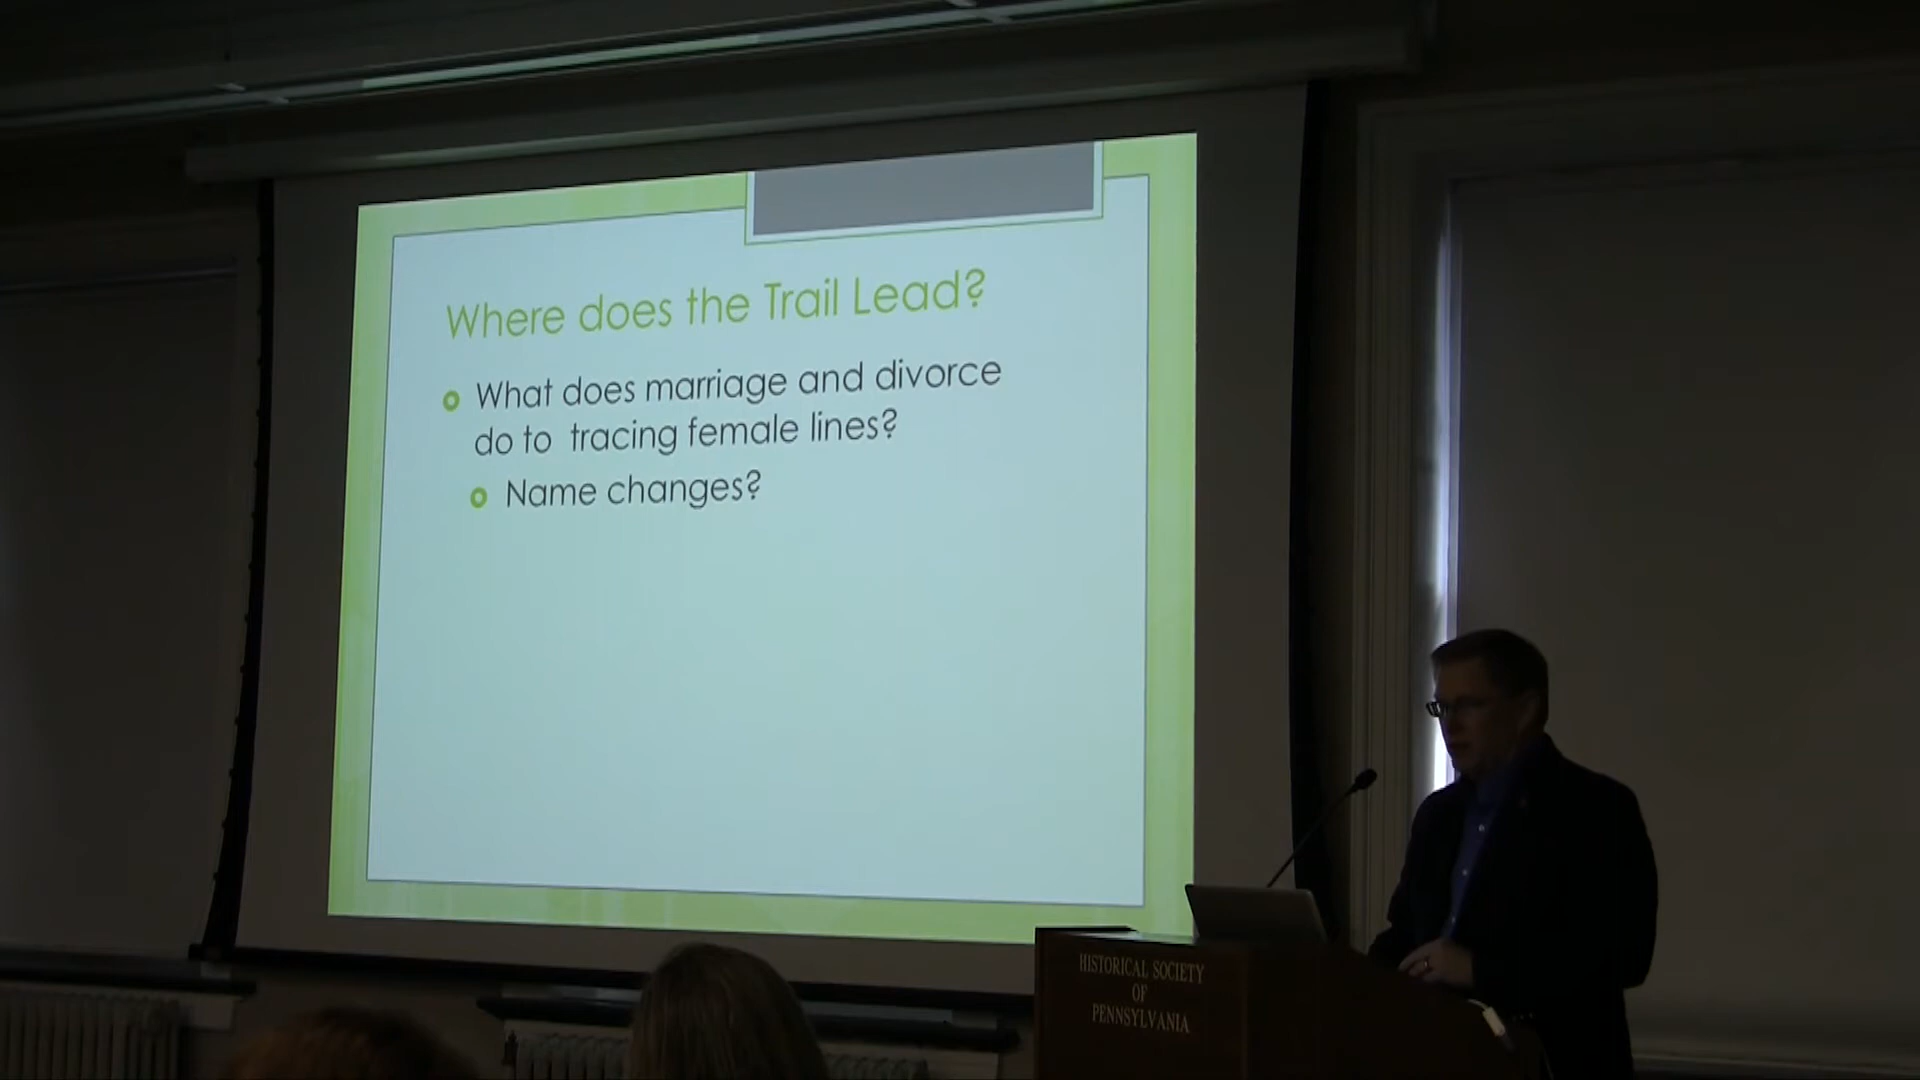 Where does the Trail Lead?
What does marriage and divorce
do to tracing female lines?
Name changes?
HISTORICAL SOCIETY
OF
PENNSYLVANIA